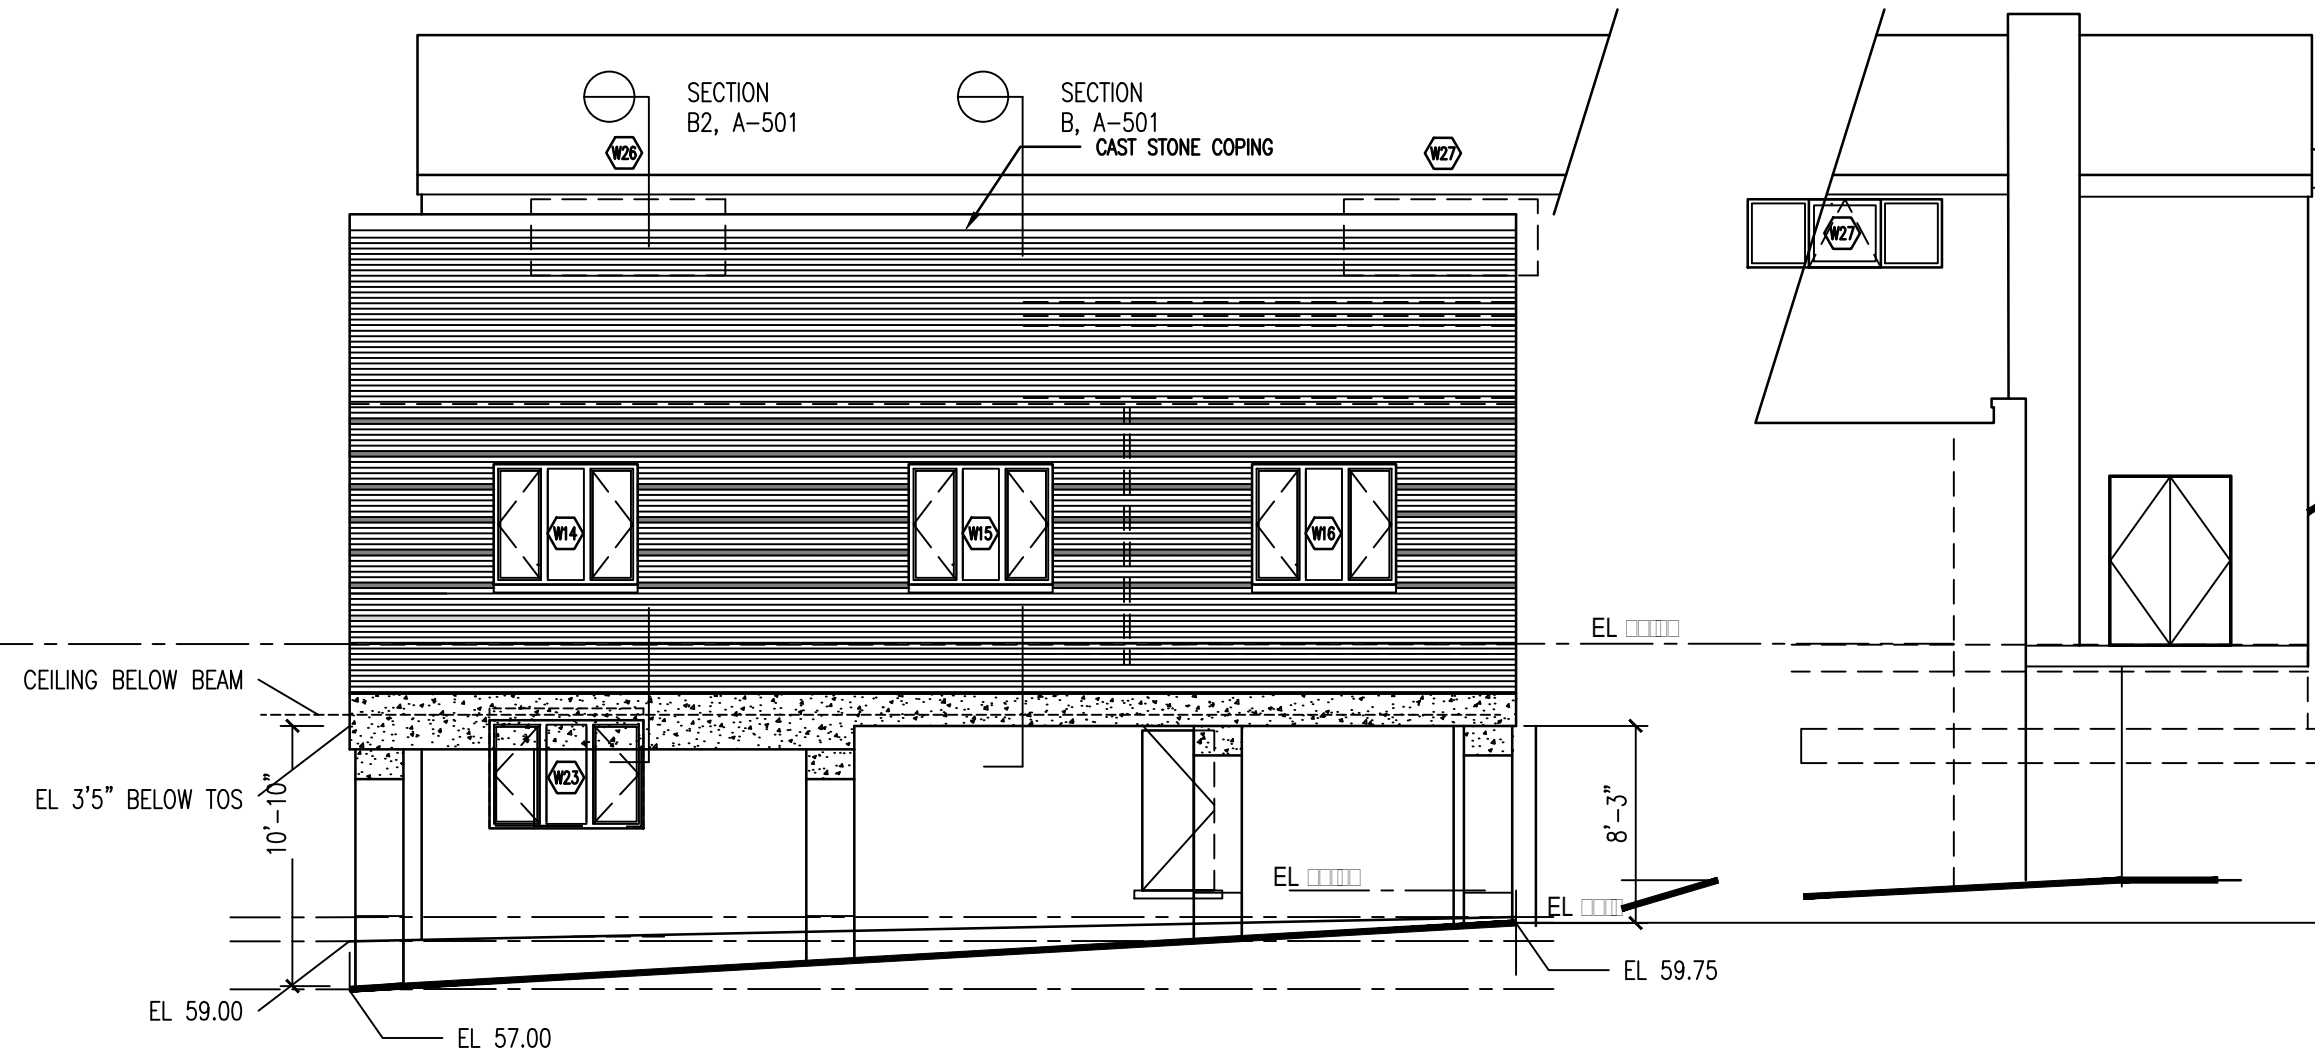 SECTION
B2, A-501
SECTION
B, A-501
CAST STONE COPING
W26
W27
W27
W14
W15
W16
EL
CEILING BELOW BEAM
W23
EL 3'5" BELOW TOS
10'-10"
8'-3"
EL
EL
EL 59.75
EL 59.00
EL 57.00